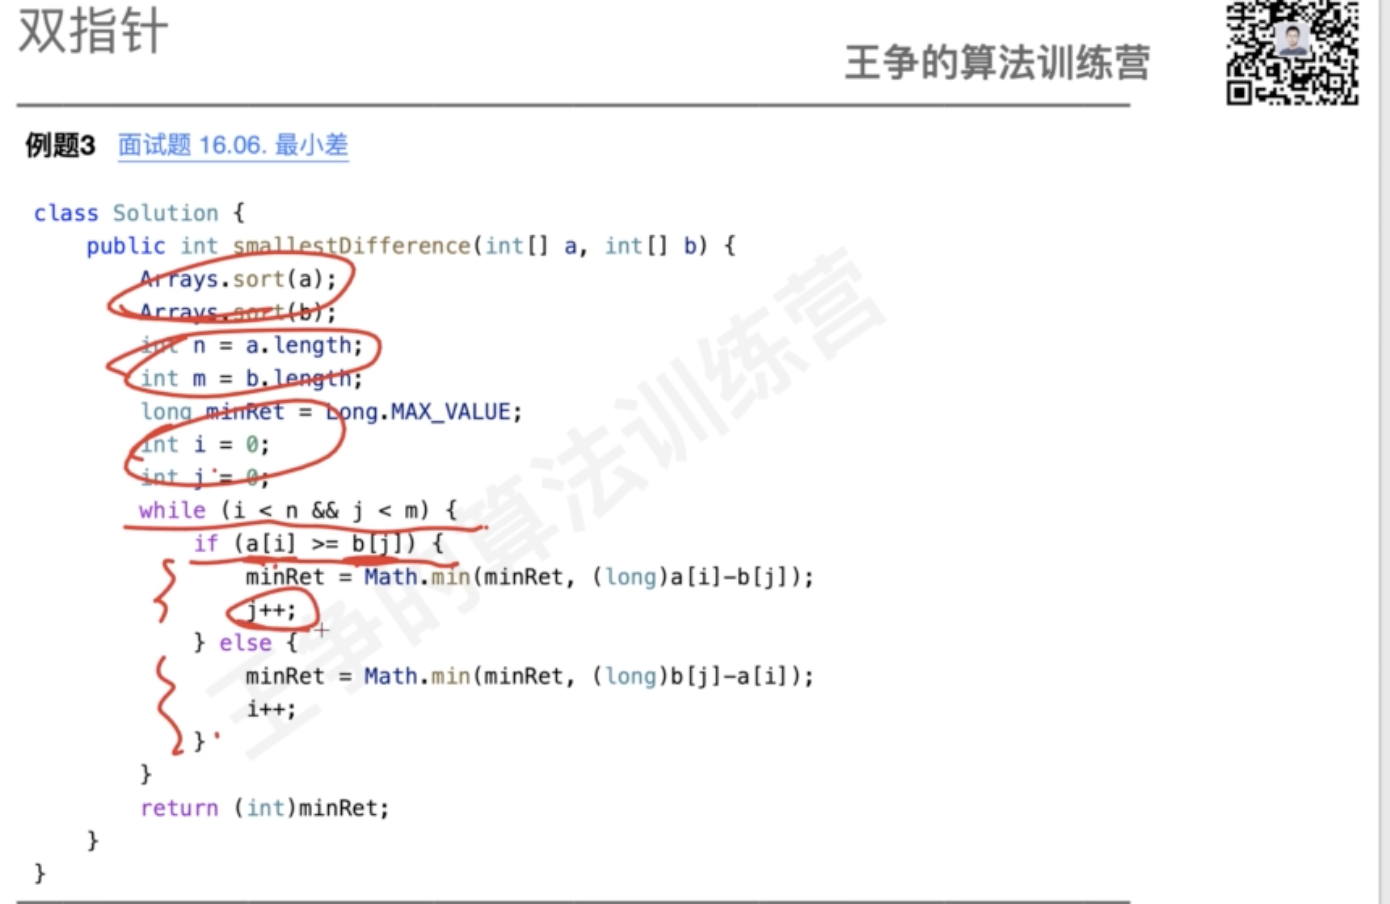 双指针
王争的算法训练营
例题3 面试题 16.06. 最小差
class Solution {
    public int smallestDifference(int[] a, int[] b) {
        Arrays.sort(a);
        Arrays.sort(b);
        int n = a.length;
        int m = b.length;
        long minRet = Long.MAX_VALUE;
        int i = 0;
        int j = 0;
        while (i < n && j < m) {
            if (a[i] >= b[j]) {
                minRet = Math.min(minRet, (long)a[i]-b[j]);
                j++;
            } else {
                minRet = Math.min(minRet, (long)b[j]-a[i]);
                i++;
            }
        }
        return (int)minRet;
    }
}
王争的算法训练营